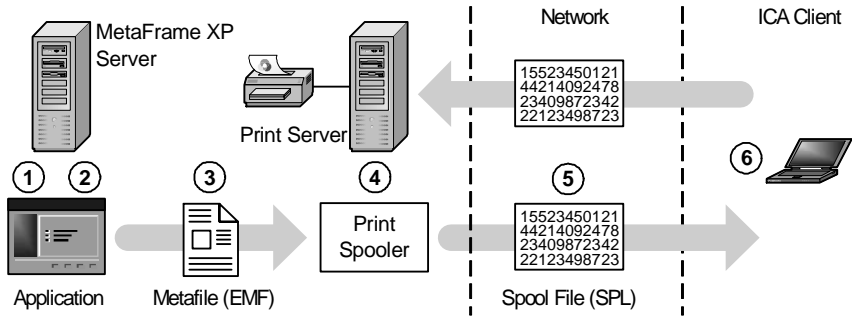 Network
ICA Client
MetaFrame XP
Server
15523450121
44214092478
23409872342
22123498723
Print Server
1
2
3
4
5
6
Print
Spooler
15523450121
44214092478
23409872342
22123498723
Application
Metafile (EMF)
Spool File (SPL)